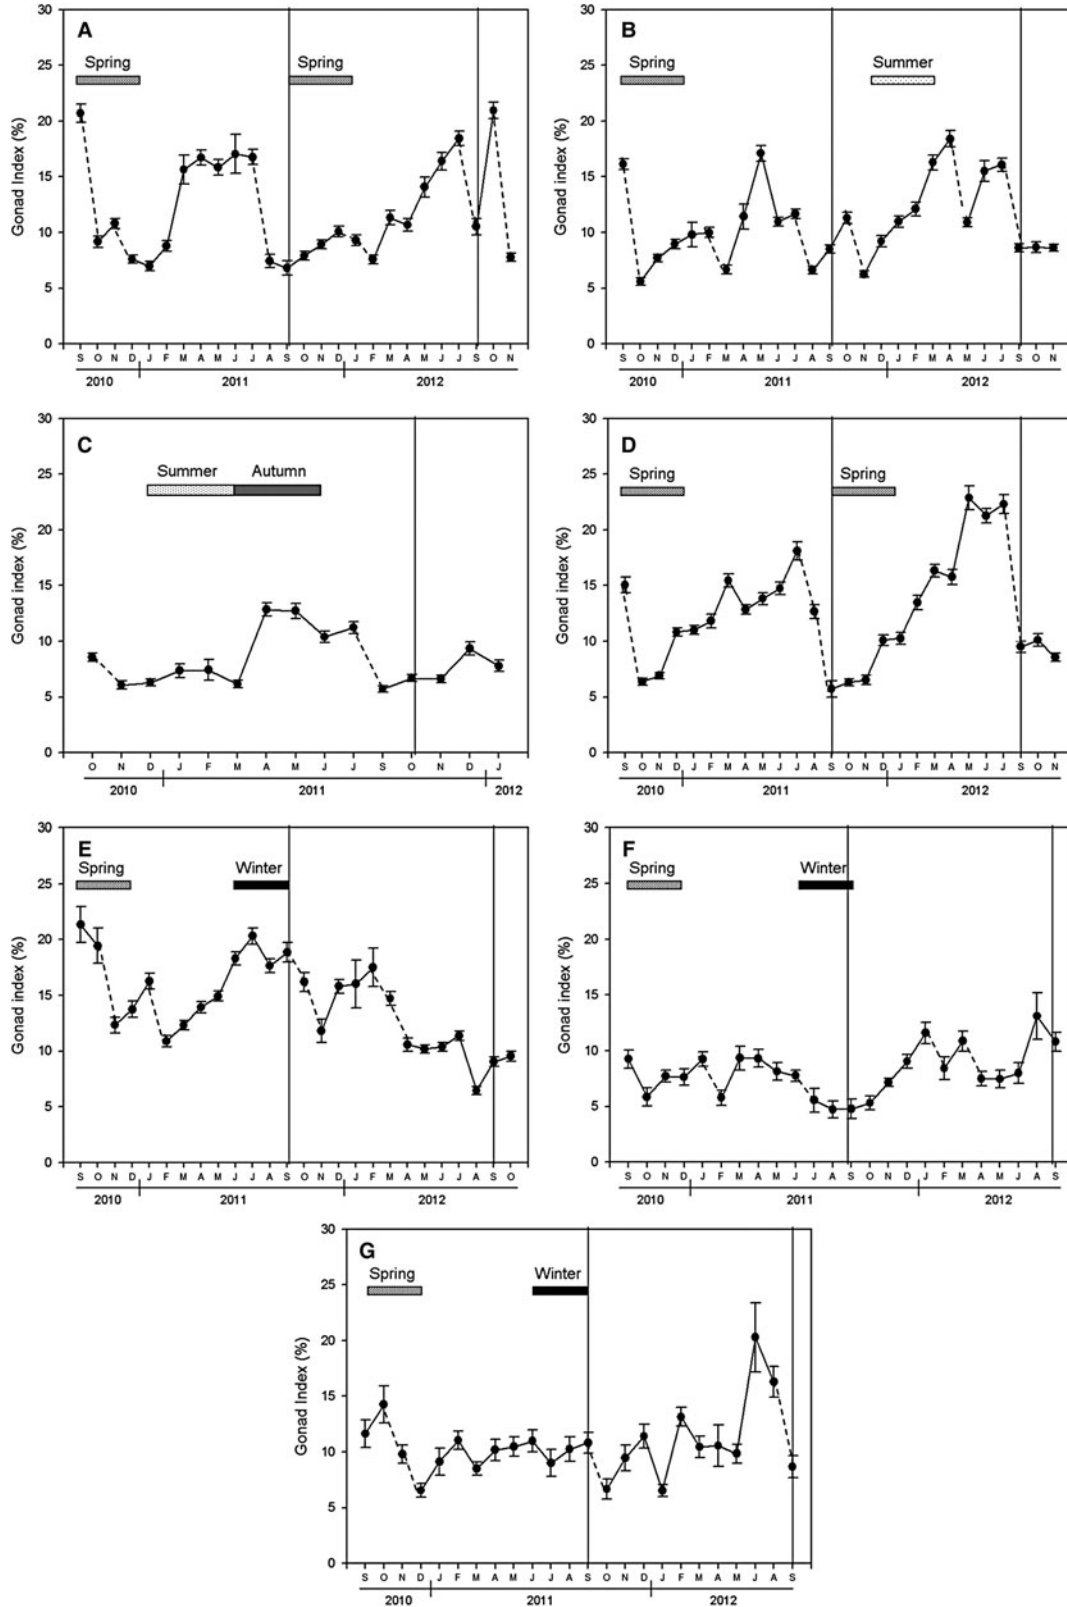 A
Spring
Spring
Gonad Index (%)
30
25
20
15
10
5
0
S O N D J F M A M J J A S O N D J F M A M J J S O N
2010 2011 2012
B
Spring
Summer
Gonad index (%)
30
25
20
15
10
5
0
S O N D J F M A M J J A S O N D J F M A M J J S O N
2010 2011 2012
C
Summer Autumn
Gonad index (%)
30
25
20
15
10
5
0
O N D J F M A M J J S O N D J
2010 2011 2012
D
Spring
Spring
Gonad index (%)
30
25
20
15
10
5
0
S O N D J F M A M J J A S O N D J F M A M J J S O N
2010 2011 2012
E
Spring
Winter
Gonad index (%)
30
25
20
15
10
5
0
S O N D J F M A M J J A S O N D J F M A M J J A S O
2010 2011 2012
F
Spring
Winter
Gonad index (%)
30
25
20
15
10
5
0
S O N D J F M A M J J A S O N D J F M A M J A S
2010 2011 2012
G
Spring
Winter
Gonad Index (%)
30
25
20
15
10
5
0
S O N D J F M A M J J A S O N D J F M A M J A S
2010 2011 2012